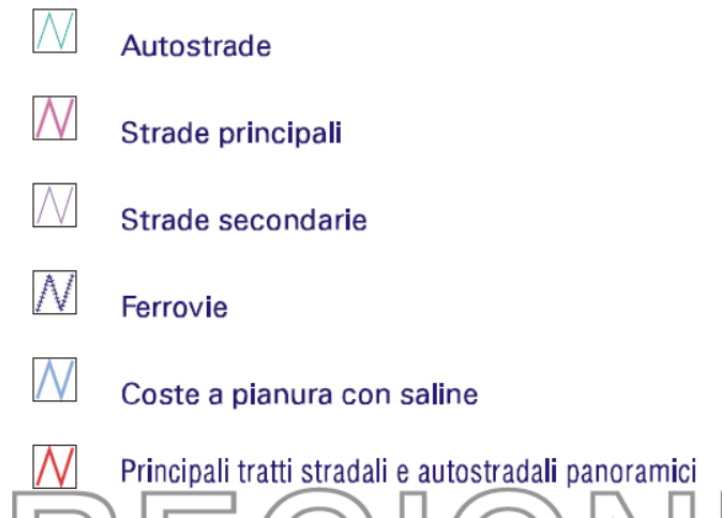 Autostrade
Strade principali
Strade secondarie
Ferrovie
Coste a pianura con saline
Principali tratti stradali e autostradali panoramici